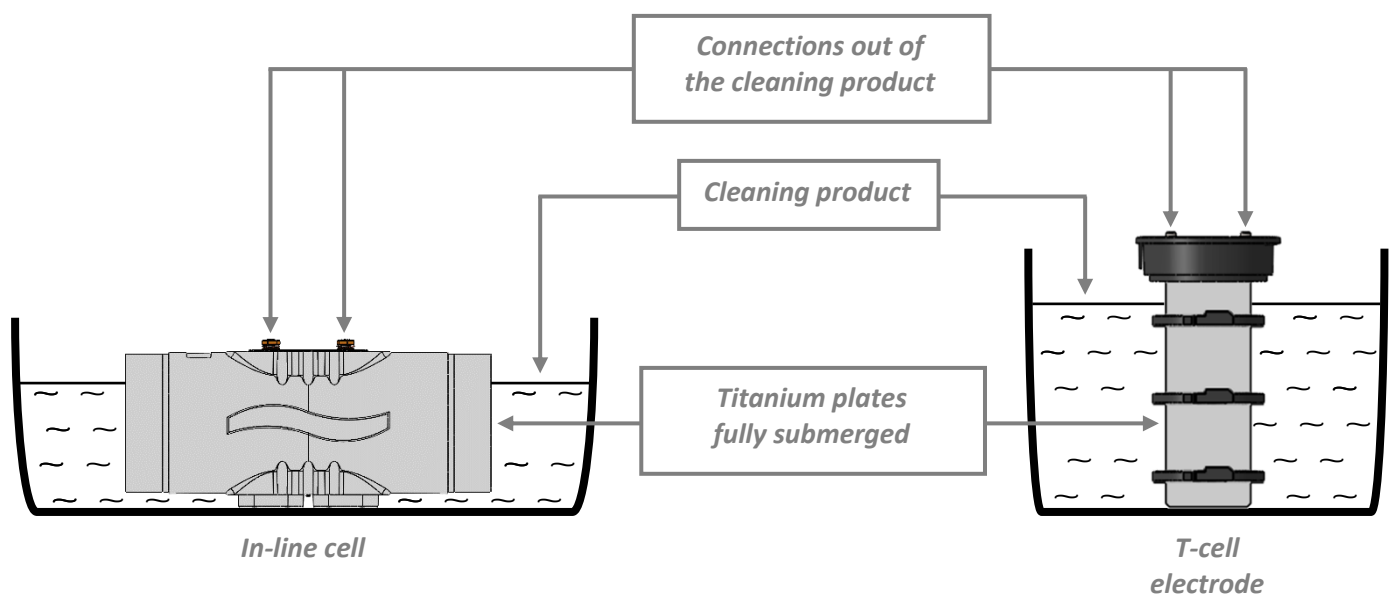 Connections out of
the cleaning product
Cleaning product
Titanium plates
fully submerged
In-line cell
T-cell
electrode